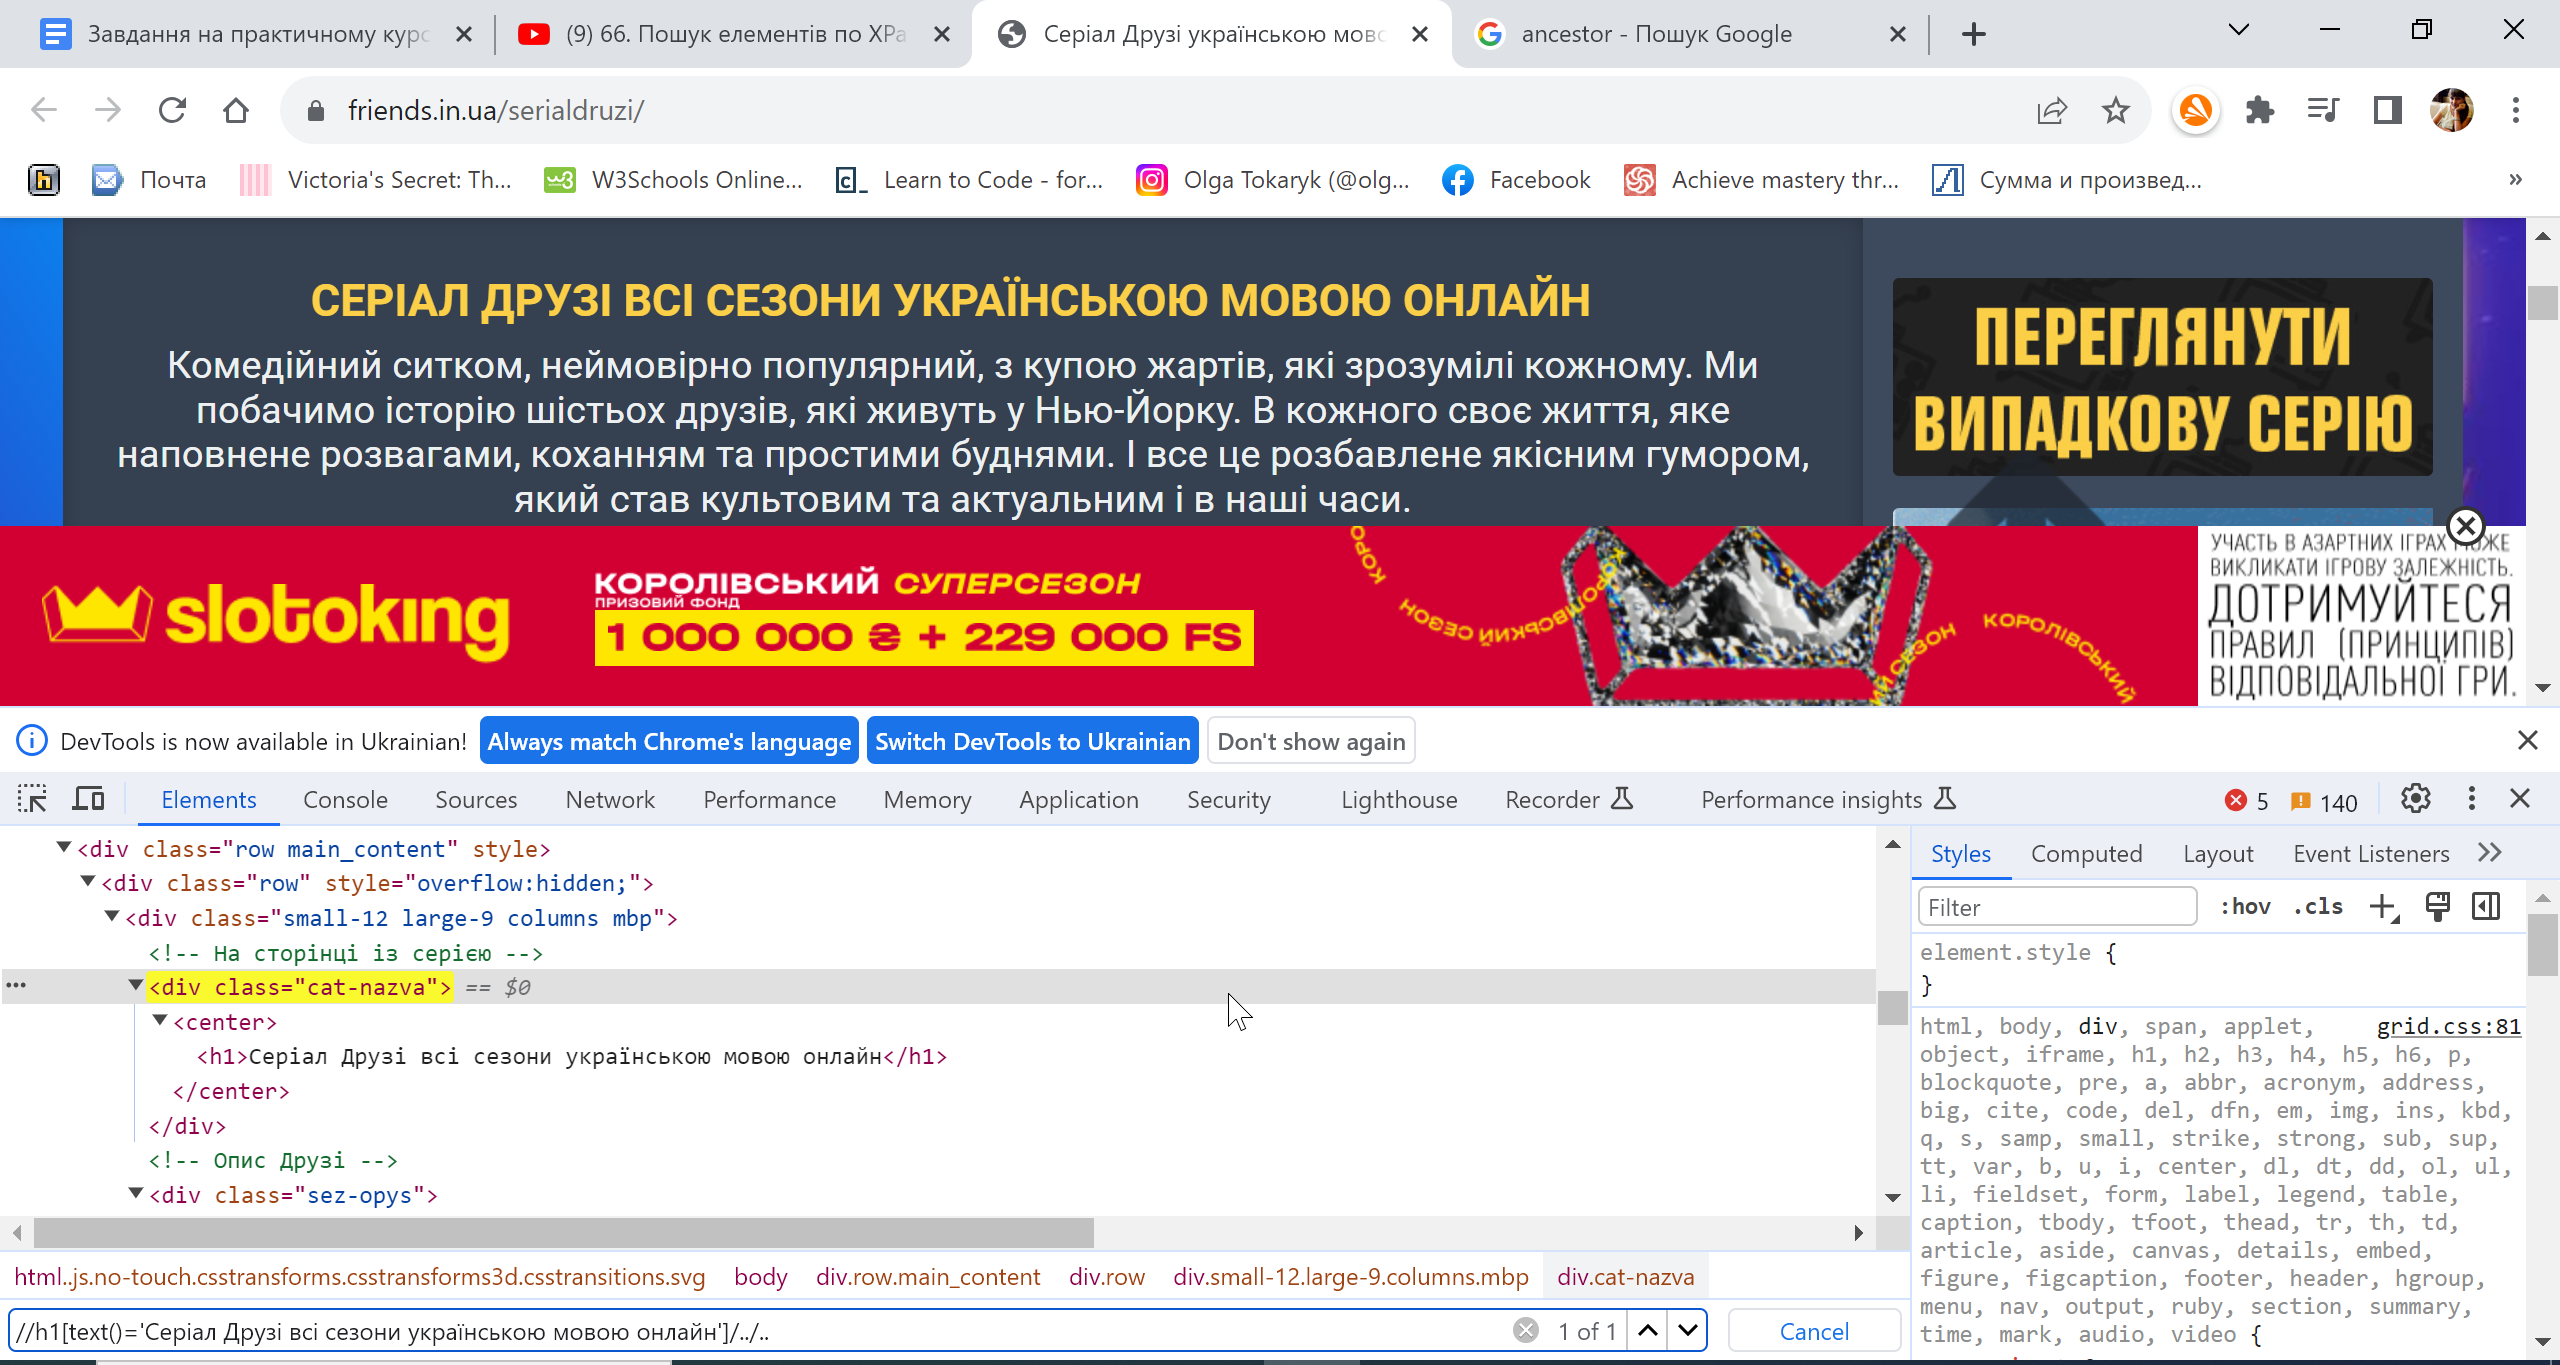 Завдання на практичному курс
(9) 66. Пошук елементів по XPa
Серіал Друзі українською мово
ancestor - Пошук Google
friends.in.ua/serialdruzi/
Почта
Victoria's Secret: Th...
W3Schools Online...
Learn to Code - for...
Olga Tokaryk (@olg...
Facebook
Achieve mastery thr...
Сумма и произвед...
»
СЕРІАЛ ДРУЗІ ВСІ СЕЗОНИ УКРАЇНСЬКОЮ МОВОЮ ОНЛАЙН
Комедійний ситком, неймовірно популярний, з купою жартів, які зрозумілі кожному. Ми
побачимо історію шістьох друзів, які живуть у Нью-Йорку. В кожного своє життя, яке
наповнене розвагами, коханням та простими буднями. І все це розбавлене якісним гумором,
який став культовим та актуальним і в наші часи.
ПЕРЕГЛЯНУТИ
ВИПАДКОВУ СЕРІЮ
slotoking
КОРОЛІВСЬКИЙ СУПЕРСЕЗОН
ПРИЗОВИЙ ФОНД
1 000 000 ₴ + 229 000 FS
КОРОЛІВСЬКИЙ СЕЗОН
КОРОЛІВСЬКИЙ
УЧАСТЬ В АЗАРТНИХ ІГРАХ МОЖЕ
ВИКЛИКАТИ ІГРОВУ ЗАЛЕЖНІСТЬ.
ДОТРИМУЙТЕСЯ
ПРАВИЛ (ПРИНЦИПІВ)
ВІДПОВІДАЛЬНОЇ ГРИ.
DevTools is now available in Ukrainian!
Always match Chrome's language
Switch DevTools to Ukrainian
Don't show again
Elements
Console
Sources
Network
Performance
Memory
Application
Security
Lighthouse
Recorder
Performance insights
5
140
<div class="row main_content" style>
<div class="row" style="overflow:hidden;">
<div class="small-12 large-9 columns mbp">
<!-- На сторінці із серією -->
<div class="cat-nazva"> == $0
<center>
<h1>Серіал Друзі всі сезони українською мовою онлайн</h1>
</center>
</div>
<!-- Опис Друзі -->
<div class="sez-opys">
html..js.no-touch.csstransforms.csstransforms3d.csstransitions.svg
body
div.row.main_content
div.row
div.small-12.large-9.columns.mbp
div.cat-nazva
//h1[text()='Серіал Друзі всі сезони українською мовою онлайн']/../..
1 of 1
Cancel
Styles
Computed
Layout
Event Listeners
Filter
:hov
.cls
element.style {
}
html, body, div, span, applet, grid.css:81
object, iframe, h1, h2, h3, h4, h5, h6, p,
blockquote, pre, a, abbr, acronym, address,
big, cite, code, del, dfn, em, img, ins, kbd,
q, s, samp, small, strike, strong, sub, sup,
tt, var, b, u, i, center, dl, dt, dd, ol, ul,
li, fieldset, form, label, legend, table,
caption, tbody, tfoot, thead, tr, th, td,
article, aside, canvas, details, embed,
figure, figcaption, footer, header, hgroup,
menu, nav, output, ruby, section, summary,
time, mark, audio, video {